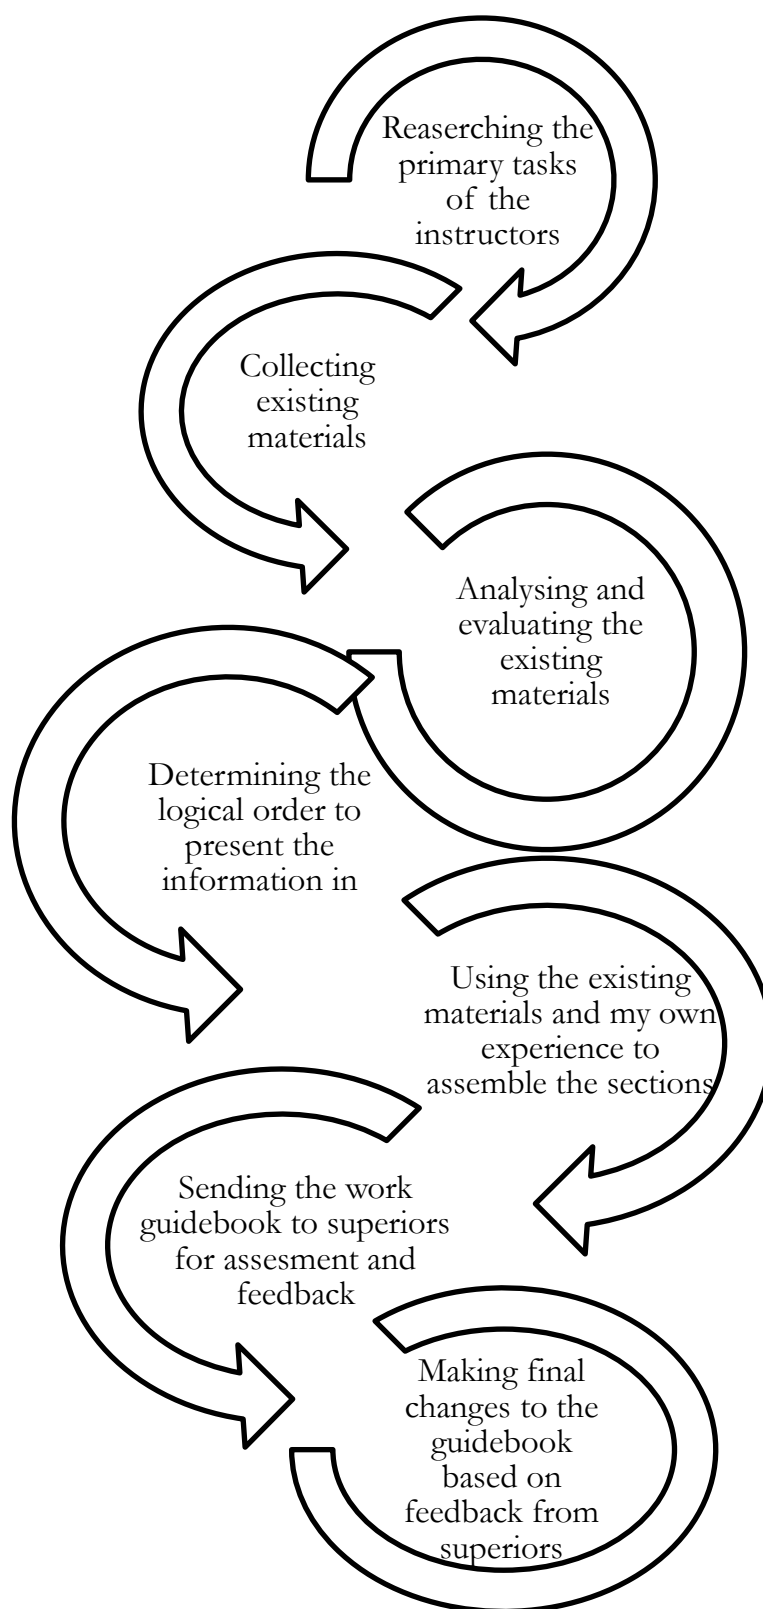 Reaserching the
primary tasks
of the
instructors
Collecting
existing
materials
Analysing and
evaluating the
existing
materials
Determining the
logical order to
present the
information in
Using the existing
materials and my own
experience to
assemble the sections
Sending the work
guidebook to superiors
for assesment and
feedback
Making final
changes to the
guidebook
based on
feedback from
superiors